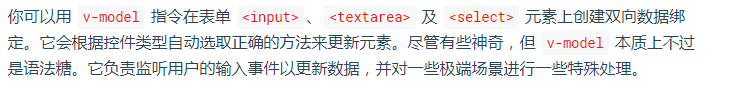 你可以用 v-model 指令在表单 <input> 、 <textarea> 及 <select> 元素上创建双向数据绑
定。它会根据控件类型自动选取正确的方法来更新元素。尽管有些神奇，但 v-model 本质上不过
是语法糖。它负责监听用户的输入事件以更新数据，并对一些极端场景进行一些特殊处理。